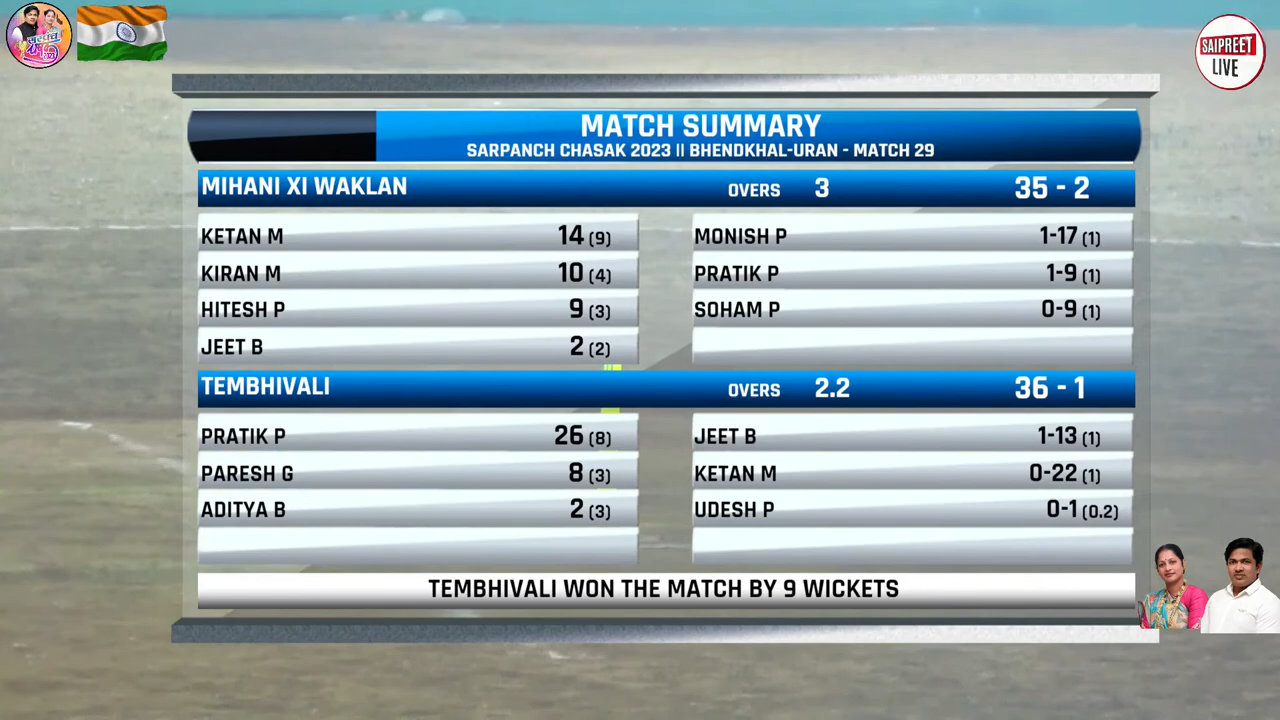 SAIPREET
LIVE
MATCH SUMMARY
SARPANCH CHASAK 2023 || BHENDKHAL-URAN - MATCH 29
MIHANI XI WAKLAN OVERS 3 35 - 2
KETAN M 14 (9) MONISH P 1-17 (1)
KIRAN M 10 (4) PRATIK P 1-9 (1)
HITESH P 9 (3) SOHAM P 0-9 (1)
JEET B 2 (2)
TEMBHIVALI OVERS 2.2 36 - 1
PRATIK P 26 (8) JEET B 1-13 (1)
PARESH G 8 (3) KETAN M 0-22 (1)
ADITYA B 2 (3) UDESH P 0-1 (0.2)
TEMBHIVALI WON THE MATCH BY 9 WICKETS